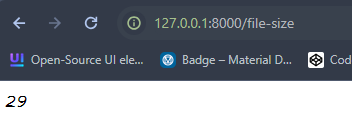 127.0.0.1:8000/file-size
Open-Source UI ele... Badge – Material D... Cod
29